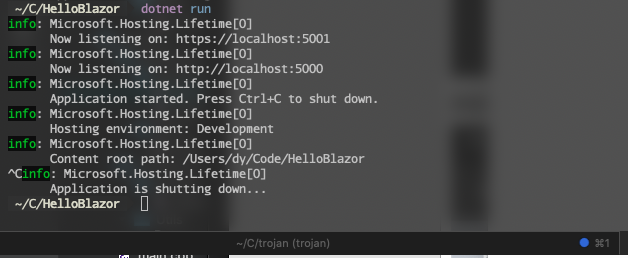 ~/C/HelloBlazor dotnet run
info: Microsoft.Hosting.Lifetime[0]
Now listening on: https://localhost:5001
info: Microsoft.Hosting.Lifetime[0]
Now listening on: http://localhost:5000
info: Microsoft.Hosting.Lifetime[0]
Application started. Press Ctrl+C to shut down.
info: Microsoft.Hosting.Lifetime[0]
Hosting environment: Development
info: Microsoft.Hosting.Lifetime[0]
Content root path: /Users/dy/Code/HelloBlazor
^Cinfo: Microsoft.Hosting.Lifetime[0]
Application is shutting down...
~/C/HelloBlazor
~/C/trojan (trojan) ⌘1